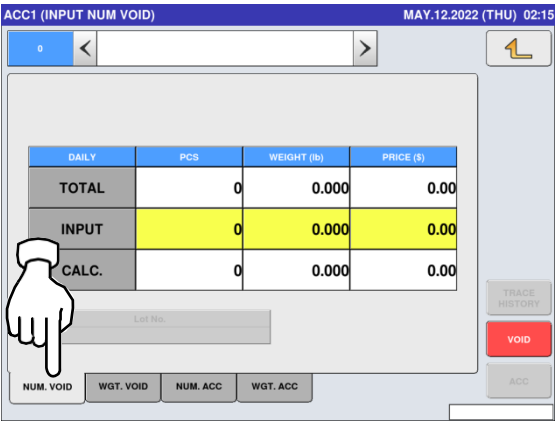 ACC1 (INPUT NUM VOID) MAY.12.2022 (THU) 02:15
0
DAILY PCS WEIGHT (lb) PRICE ($)
TOTAL 0 0.000 0.00
INPUT 0 0.000 0.00
CALC. 0 0.000 0.00
TRACE
HISTORY
Lot No.
VOID
ACC
NUM. VOID WGT. VOID NUM. ACC WGT. ACC